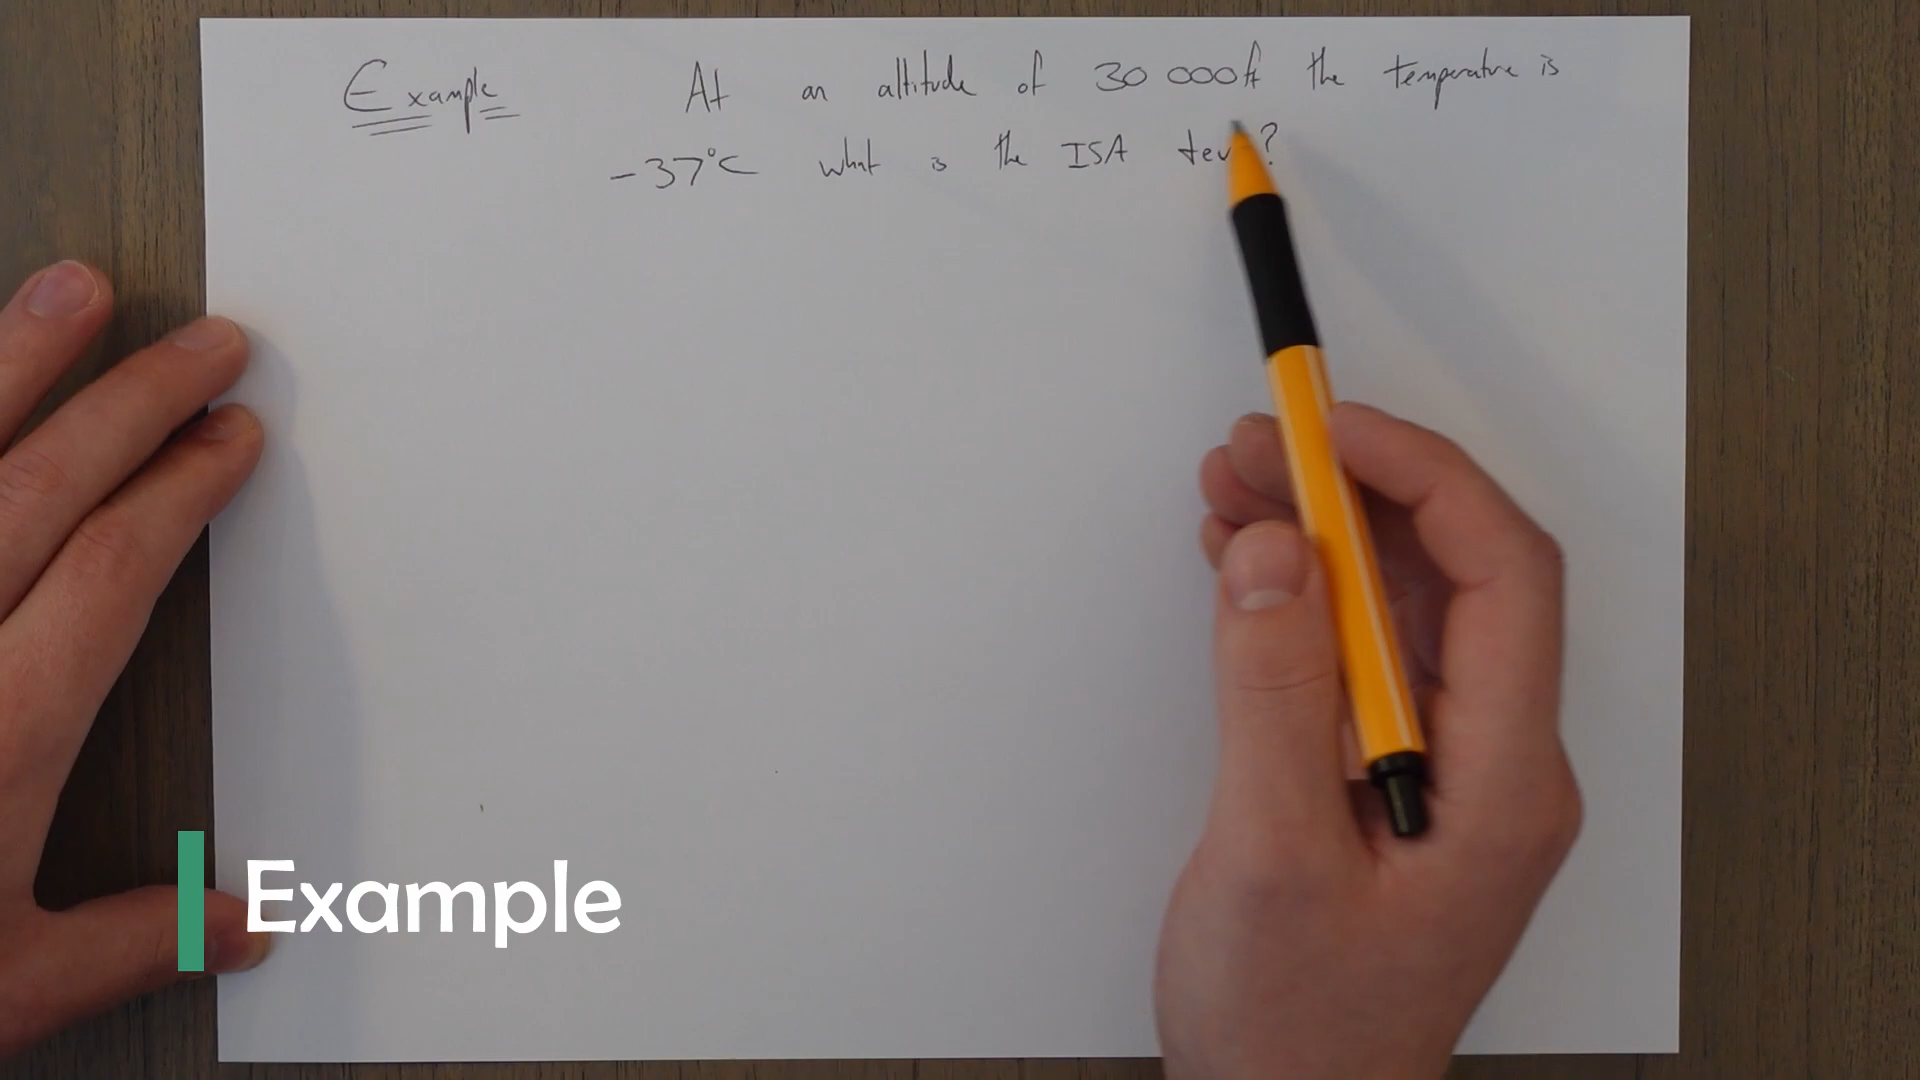 Example At an altitude of 30 000ft the temperature is
-37°C what is the ISA ?
Example